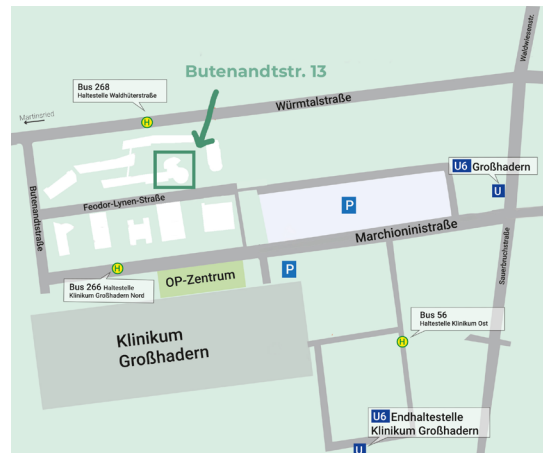 Waldwiesenstr.
Butenandtstr. 13
Bus 268
Haltestelle Waldhüterstraße
Würmtalstraße
Martinsried
H
U6 Großhadern
U
Butenandtstraße
Feodor-Lynen-Straße
P
Marchioninistraße
Sauerbruchstraße
H
OP-Zentrum
P
Bus 266 Haltestelle
Klinikum Großhadern Nord
Bus 56
Haltestelle Klinikum Ost
H
Klinikum
Großhadern
U6 Endhaltestelle
Klinikum Großhadern
U